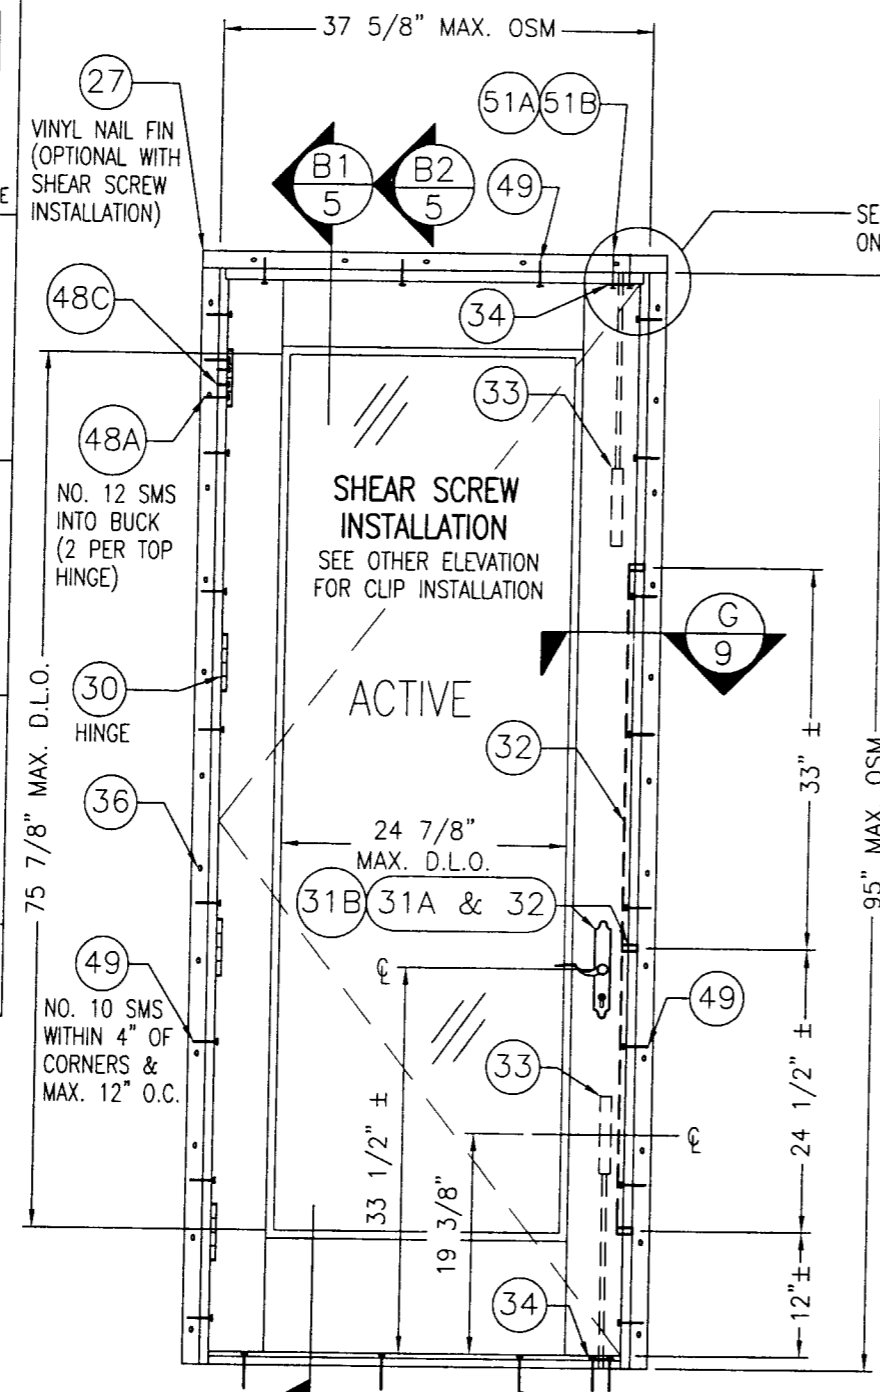 37 5/8" MAX. OSM
27
VINYL NAIL FIN
(OPTIONAL WITH
SHEAR SCREW
INSTALLATION)
51A 51B
B1
5
B2
5
49
E
SE
ON
48C
34
33
48A
NO. 12 SMS
INTO BUCK
(2 PER TOP
HINGE)
SHEAR SCREW
INSTALLATION
SEE OTHER ELEVATION
FOR CLIP INSTALLATION
G
9
ACTIVE
30
HINGE
32
33" ±
75 7/8" MAX. D.L.O.
95" MAX. OSM
36
24 7/8"
MAX. D.L.O.
31B 31A & 32
℄
49
NO. 10 SMS
WITHIN 4" OF
CORNERS &
MAX. 12" O.C.
49
33
24 1/2" ±
℄
33 1/2" ±
19 3/8"
34
12"±